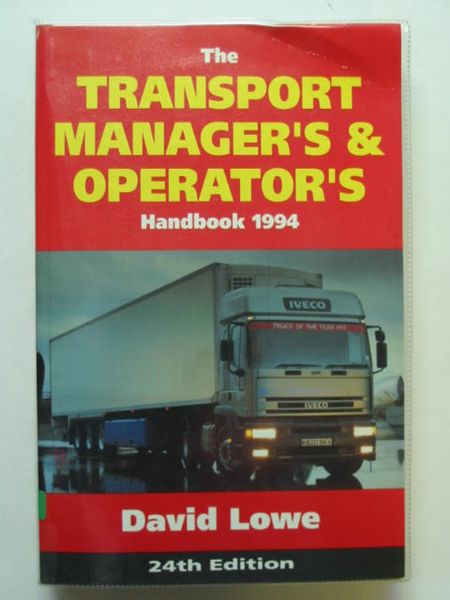 The
TRANSPORT
MANAGER'S &
OPERATOR'S
Handbook 1994
IVECO
TRUCK OF THE YEAR 1993
IVECO
David Lowe
24th Edition